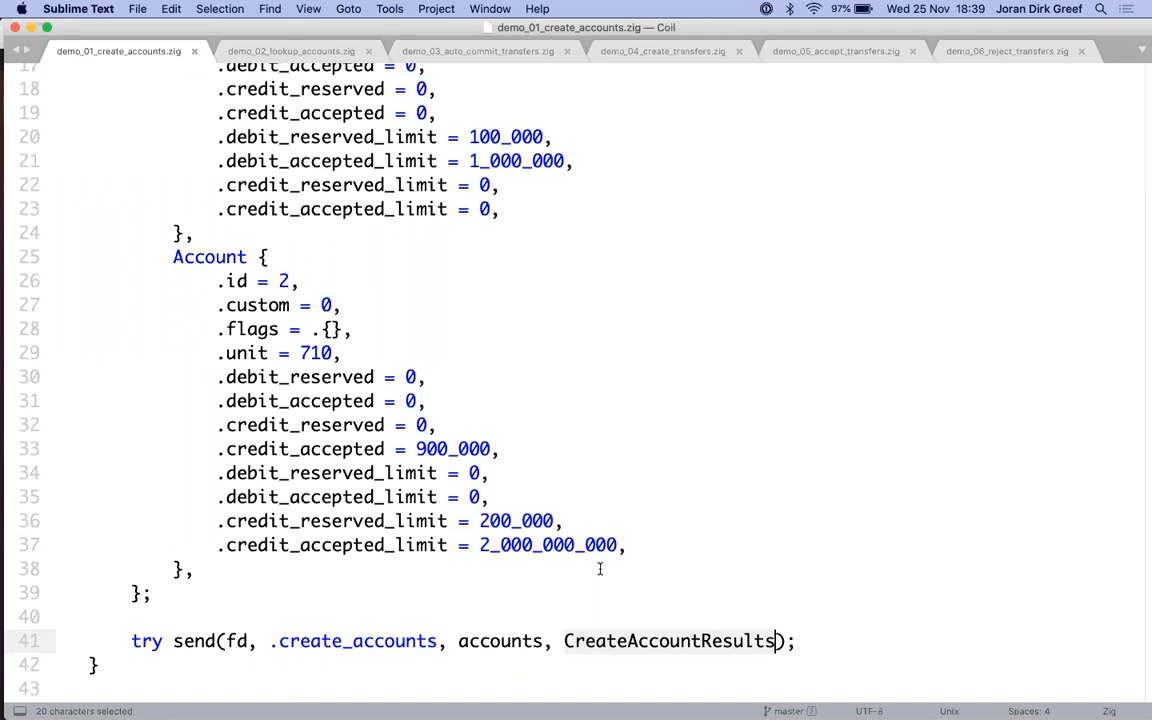 Sublime Text File Edit Selection Find View Goto Tools Project Window Help 97% Wed 25 Nov 18:39 Joran Dirk Greef
demo_01_create_accounts.zig — Coil
demo_01_create_accounts.zig × demo_02_lookup_accounts.zig × demo_03_auto_commit_transfers.zig × demo_04_create_transfers.zig × demo_05_accept_transfers.zig × demo_06_reject_transfers.zig ×
17 .debit_accepted = 0,
18 .credit_reserved = 0,
19 .credit_accepted = 0,
20 .debit_reserved_limit = 100_000,
21 .debit_accepted_limit = 1_000_000,
22 .credit_reserved_limit = 0,
23 .credit_accepted_limit = 0,
24 },
25 Account {
26 .id = 2,
27 .custom = 0,
28 .flags = .{},
29 .unit = 710,
30 .debit_reserved = 0,
31 .debit_accepted = 0,
32 .credit_reserved = 0,
33 .credit_accepted = 900_000,
34 .debit_reserved_limit = 0,
35 .debit_accepted_limit = 0,
36 .credit_reserved_limit = 200_000,
37 .credit_accepted_limit = 2_000_000_000,
38 },
39 };
40
41 try send(fd, .create_accounts, accounts, CreateAccountResults);
42 }
43
20 characters selected master 2 UTF-8 Unix Spaces: 4 Zig